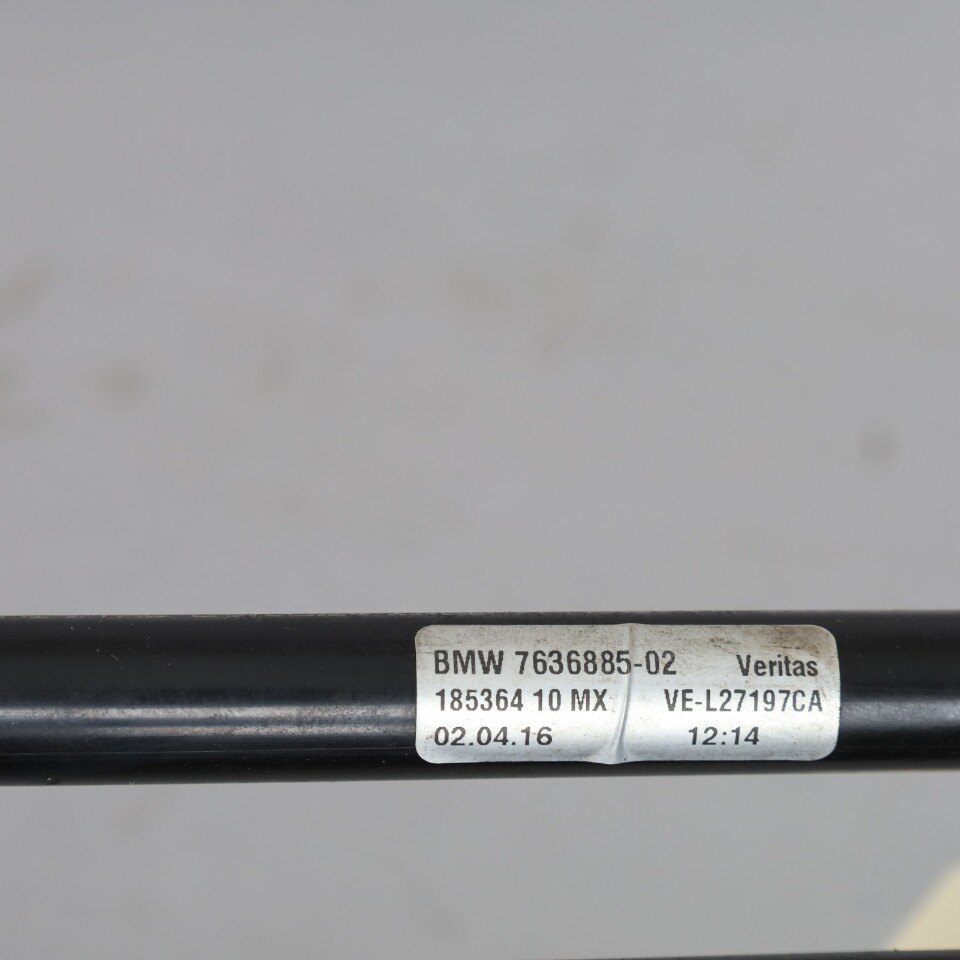 BMW 7636885-02 Veritas
185364 10 MX VE-L27197CA
02.04.16 12:14